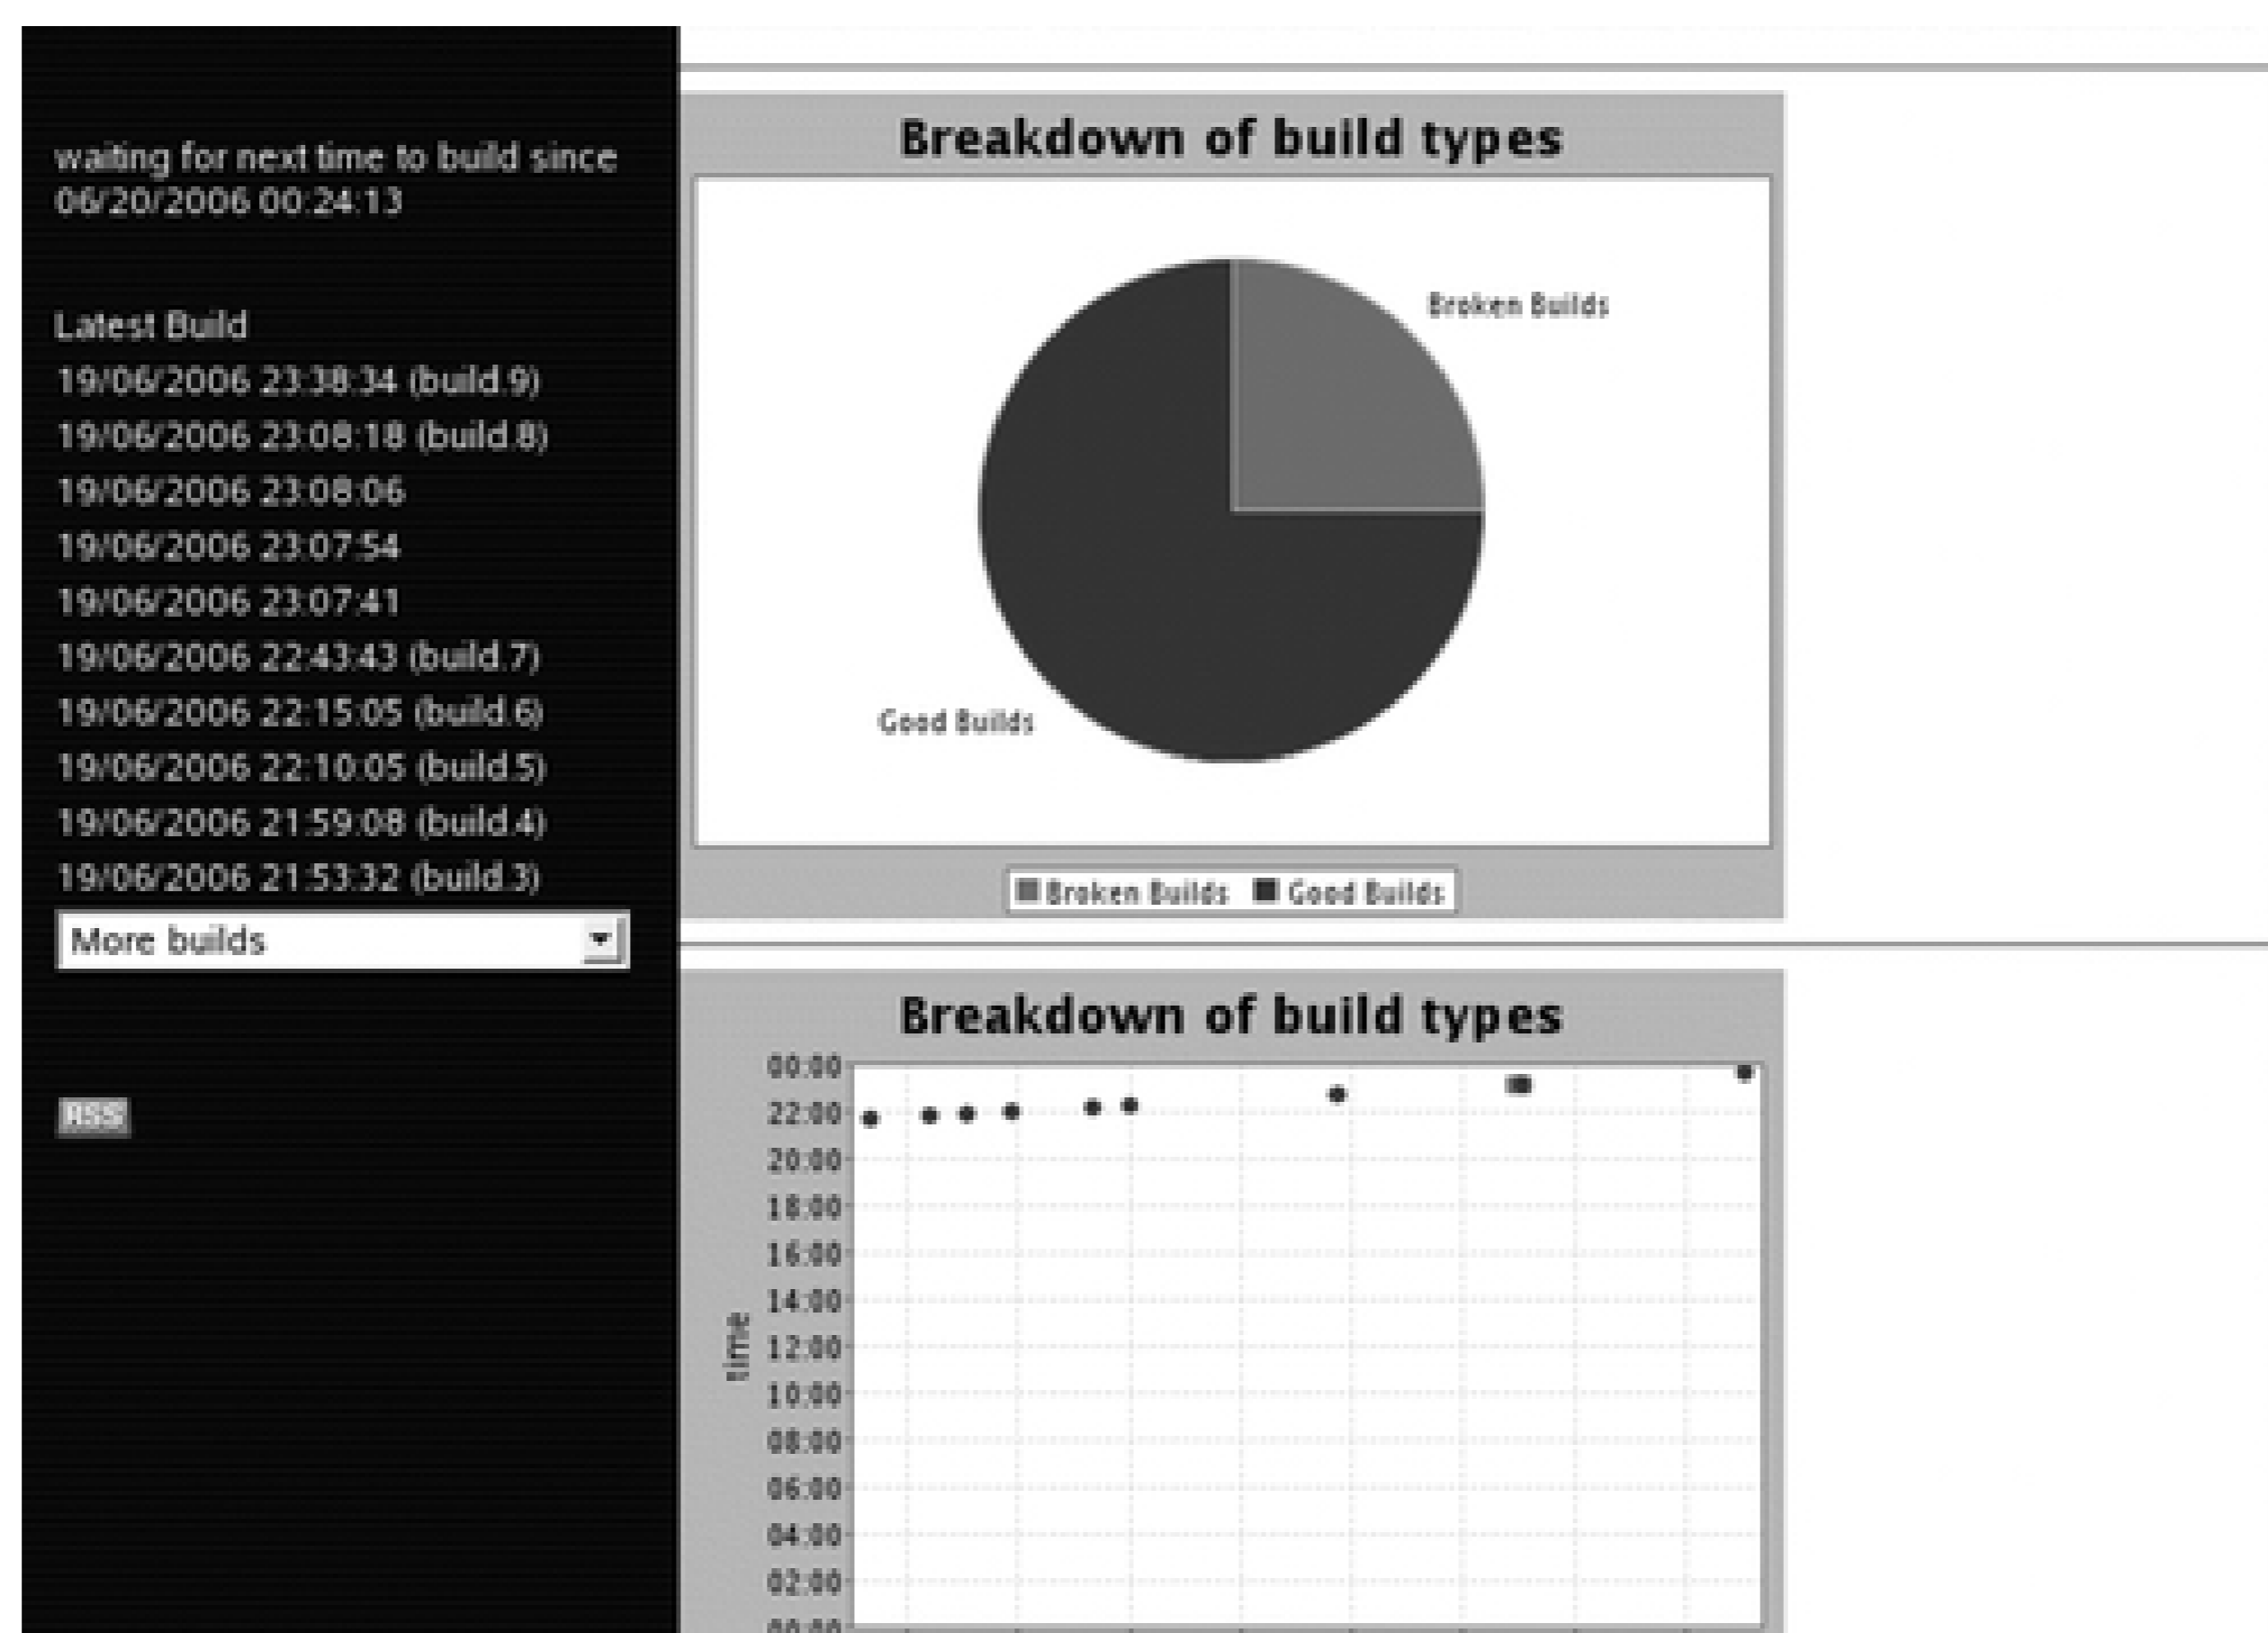 waiting for next time to build since
06/20/2006 00:24:13
Latest Build
19/06/2006 23:38:34 (build.9)
19/06/2006 23:08:18 (build.8)
19/06/2006 23:08:06
19/06/2006 23:07:54
19/06/2006 23:07:41
19/06/2006 22:43:43 (build.7)
19/06/2006 22:15:05 (build.6)
19/06/2006 22:10:05 (build.5)
19/06/2006 21:59:08 (build.4)
19/06/2006 21:53:32 (build.3)
More builds
RSS
Breakdown of build types
Broken Builds
Good Builds
Broken Builds Good Builds
Breakdown of build types
00:00
22:00
20:00
18:00
16:00
14:00
time
12:00
10:00
08:00
06:00
04:00
02:00
00:00